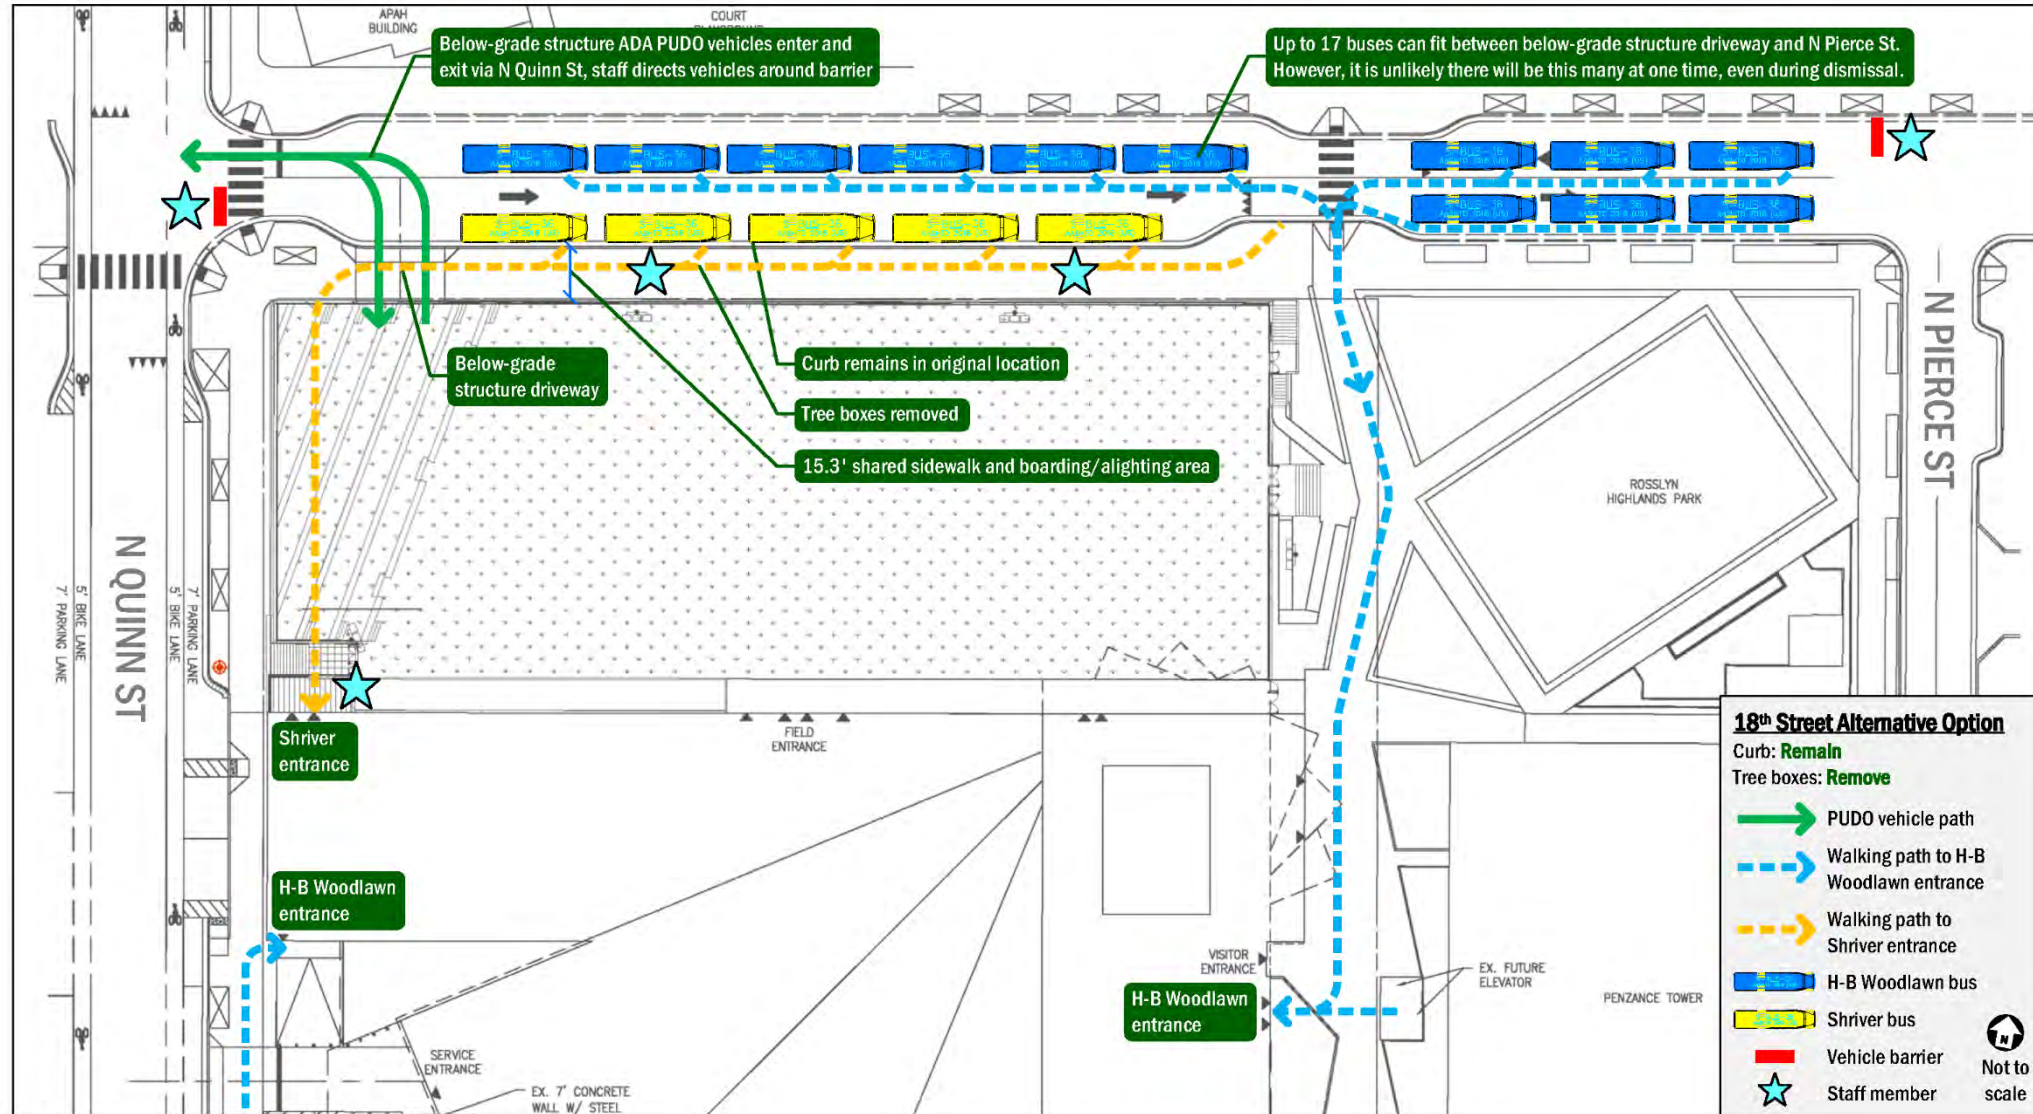 APAH
BUILDING
COURT
Below-grade structure ADA PUDO vehicles enter and
exit via N Quinn St, staff directs vehicles around barrier
Up to 17 buses can fit between below-grade structure driveway and N Pierce St.
However, it is unlikely there will be this many at one time, even during dismissal.
Below-grade
structure driveway
Curb remains in original location
Tree boxes removed
15.3' shared sidewalk and boarding/alighting area
N PIERCE ST
ROSSLYN
HIGHLANDS PARK
N QUINN ST
7' PARKING LANE
5' BIKE LANE
5' BIKE LANE
7' PARKING LANE
Shriver
entrance
FIELD
ENTRANCE
H-B Woodlawn
entrance
VISITOR
ENTRANCE
H-B Woodlawn
entrance
EX. FUTURE
ELEVATOR
PENZANCE TOWER
SERVICE
ENTRANCE
EX. 7' CONCRETE
WALL W/ STEEL
18th Street Alternative Option
Curb: Remain
Tree boxes: Remove
PUDO vehicle path
Walking path to H-B
Woodlawn entrance
Walking path to
Shriver entrance
H-B Woodlawn bus
Shriver bus
Vehicle barrier
Staff member
N
Not to
scale